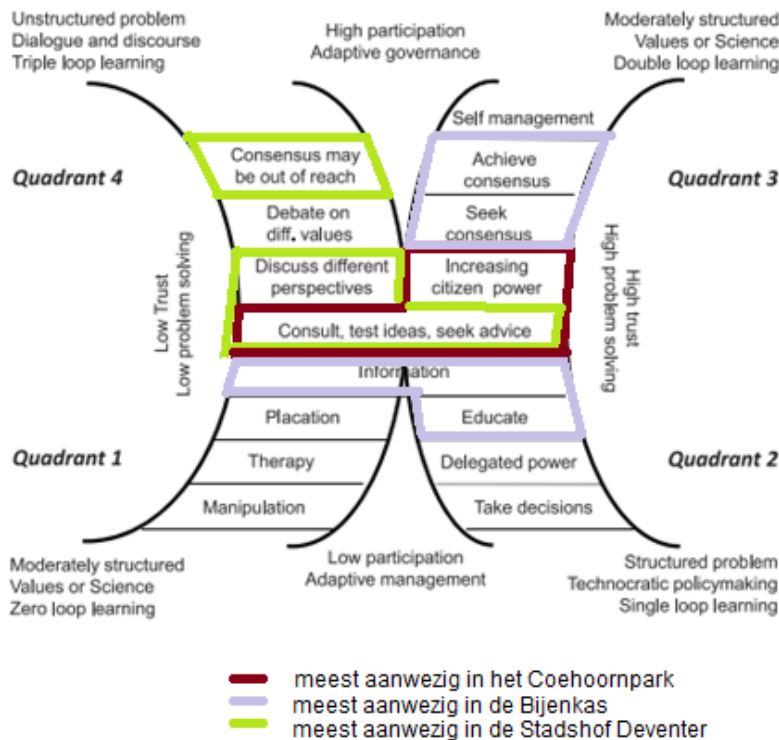 Unstructured problem
Dialogue and discourse
Triple loop learning
High participation
Adaptive governance
Moderately structured
Values or Science
Double loop learning
Self management
Quadrant 4
Consensus may
be out of reach
Achieve
consensus
Quadrant 3
Debate on
diff. values
Seek
consensus
Discuss different
perspectives
Increasing
citizen power
Low Trust
Low problem solving
High trust
High problem solving
Consult, test ideas, seek advice
Information
Placation
Educate
Quadrant 1
Therapy
Delegated power
Quadrant 2
Manipulation
Take decisions
Moderately structured
Values or Science
Zero loop learning
Low participation
Adaptive management
Structured problem
Technocratic policymaking
Single loop learning
meest aanwezig in het Coehoornpark
meest aanwezig in de Bijenkas
meest aanwezig in de Stadshof Deventer